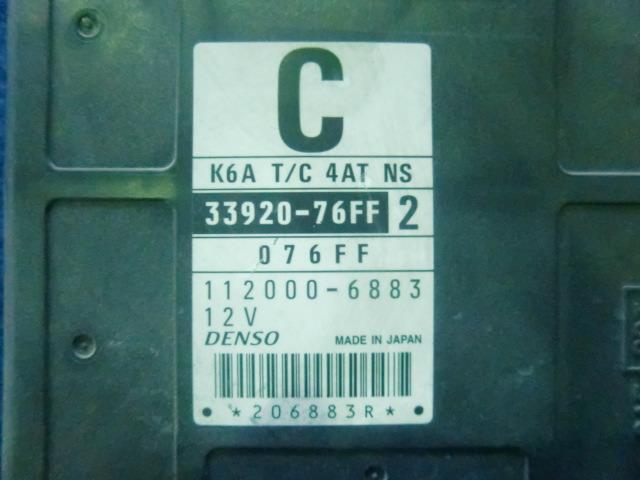 C
K6A T/C 4AT NS
33920-76FF 2
076FF
112000-6883
12V
DENSO MADE IN JAPAN
*206883R*